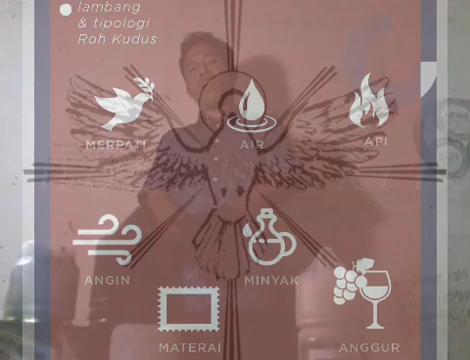 lambang
& tipologi
Roh Kudus
MERPATI
AIR
API
ANGIN
MINYAK
MATERAI
ANGGUR